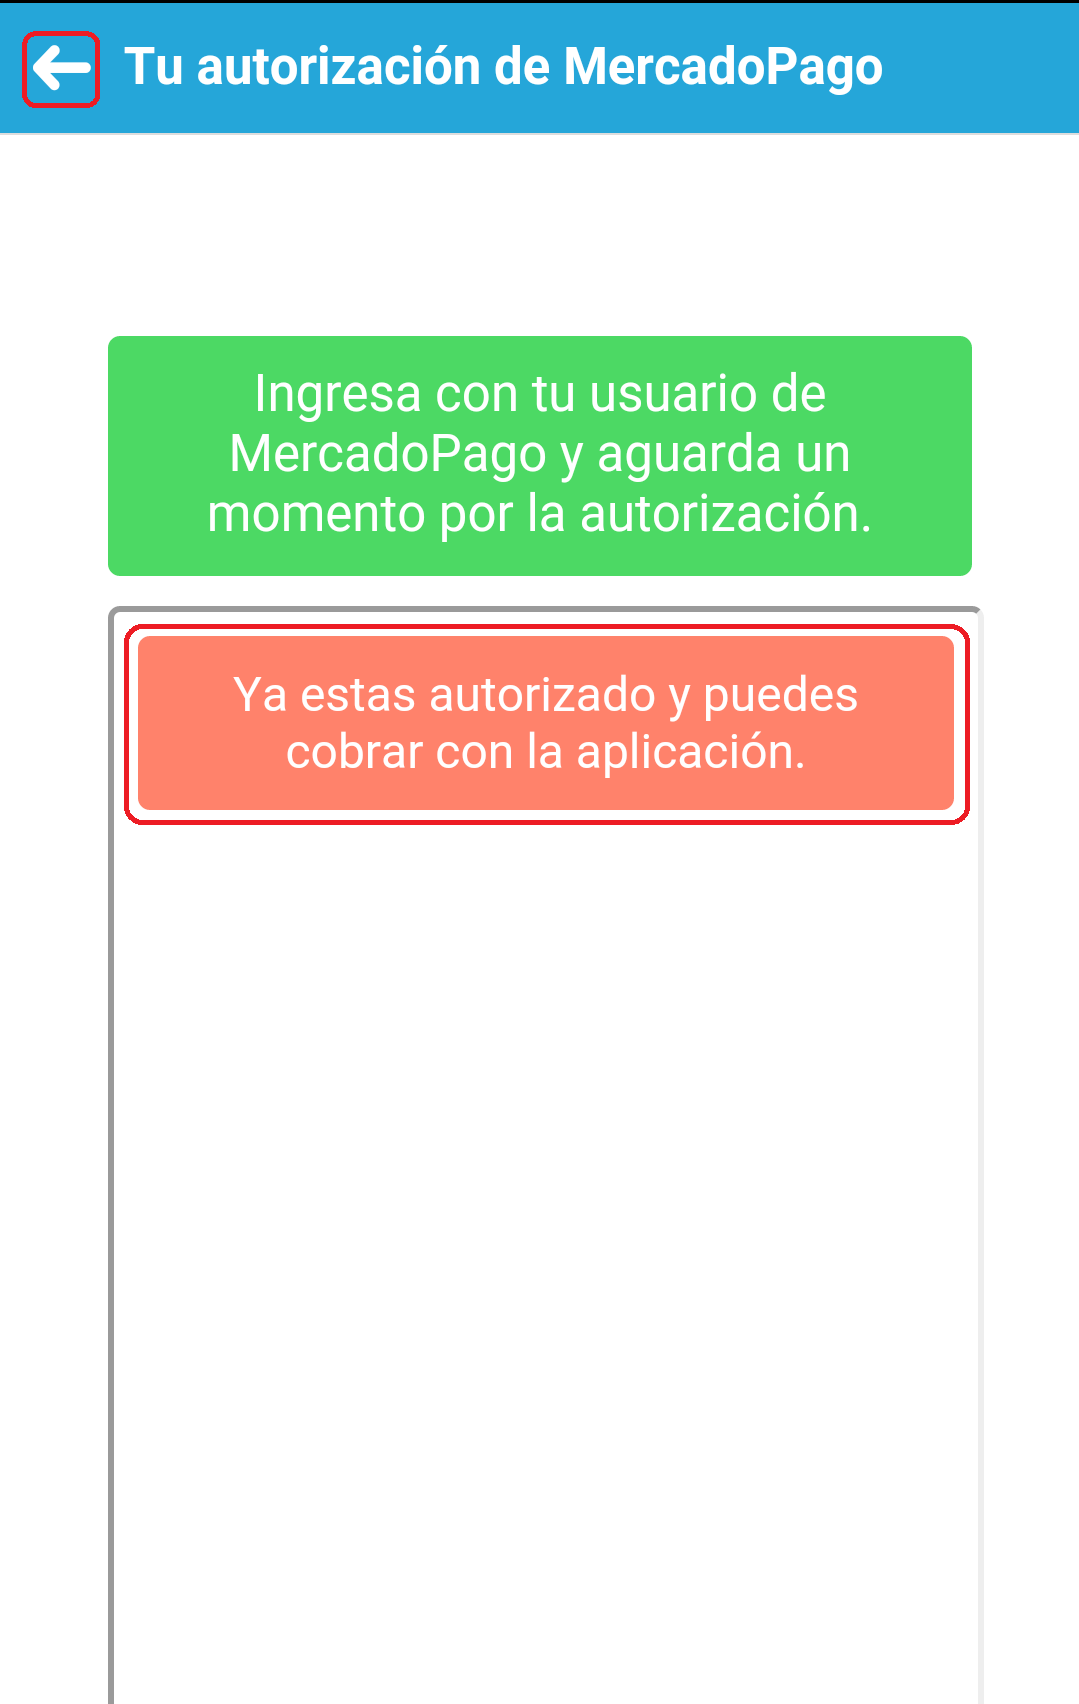 Tu autorización de MercadoPago
Ingresa con tu usuario de
MercadoPago y aguarda un
momento por la autorización.
Ya estas autorizado y puedes
cobrar con la aplicación.